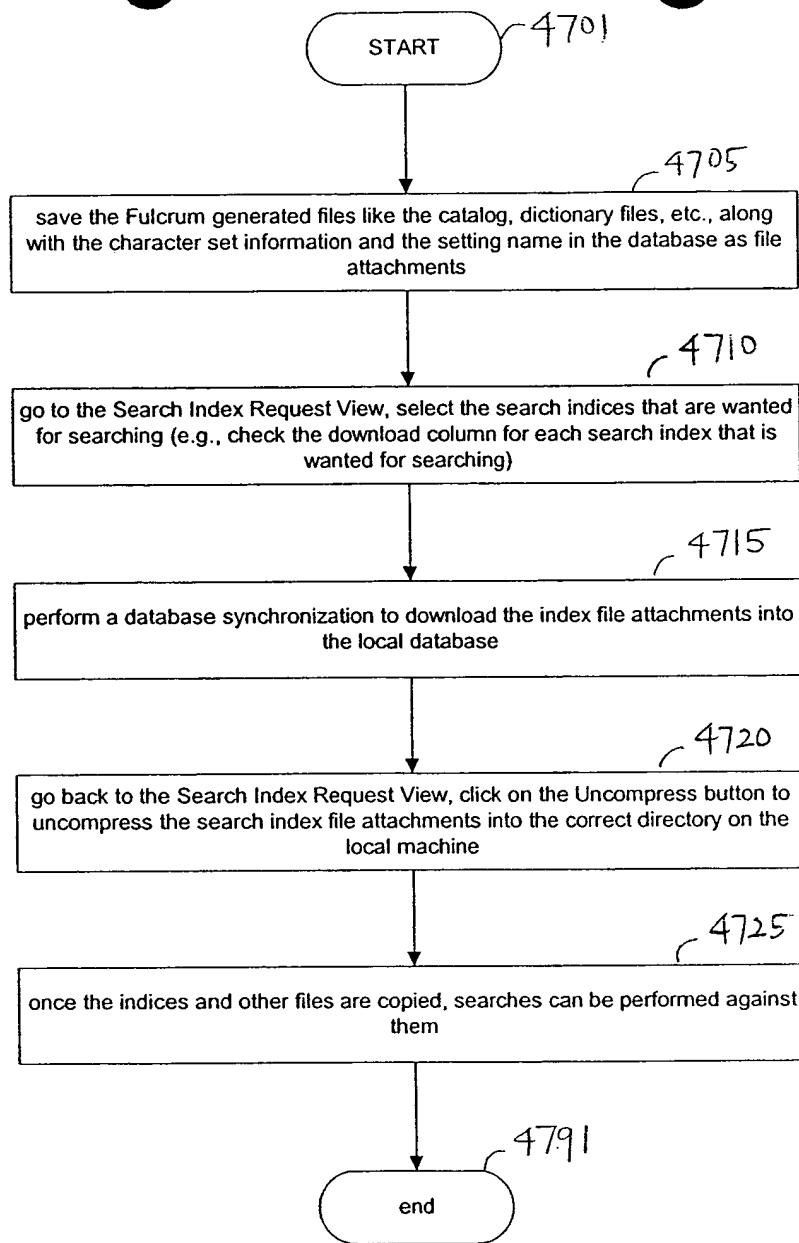 START
4701
4705
save the Fulcrum generated files like the catalog, dictionary files, etc., along
with the character set information and the setting name in the database as file
attachments
4710
go to the Search Index Request View, select the search indices that are wanted
for searching (e.g., check the download column for each search index that is
wanted for searching)
4715
perform a database synchronization to download the index file attachments into
the local database
4720
go back to the Search Index Request View, click on the Uncompress button to
uncompress the search index file attachments into the correct directory on the
local machine
4725
once the indices and other files are copied, searches can be performed against
them
4791
end